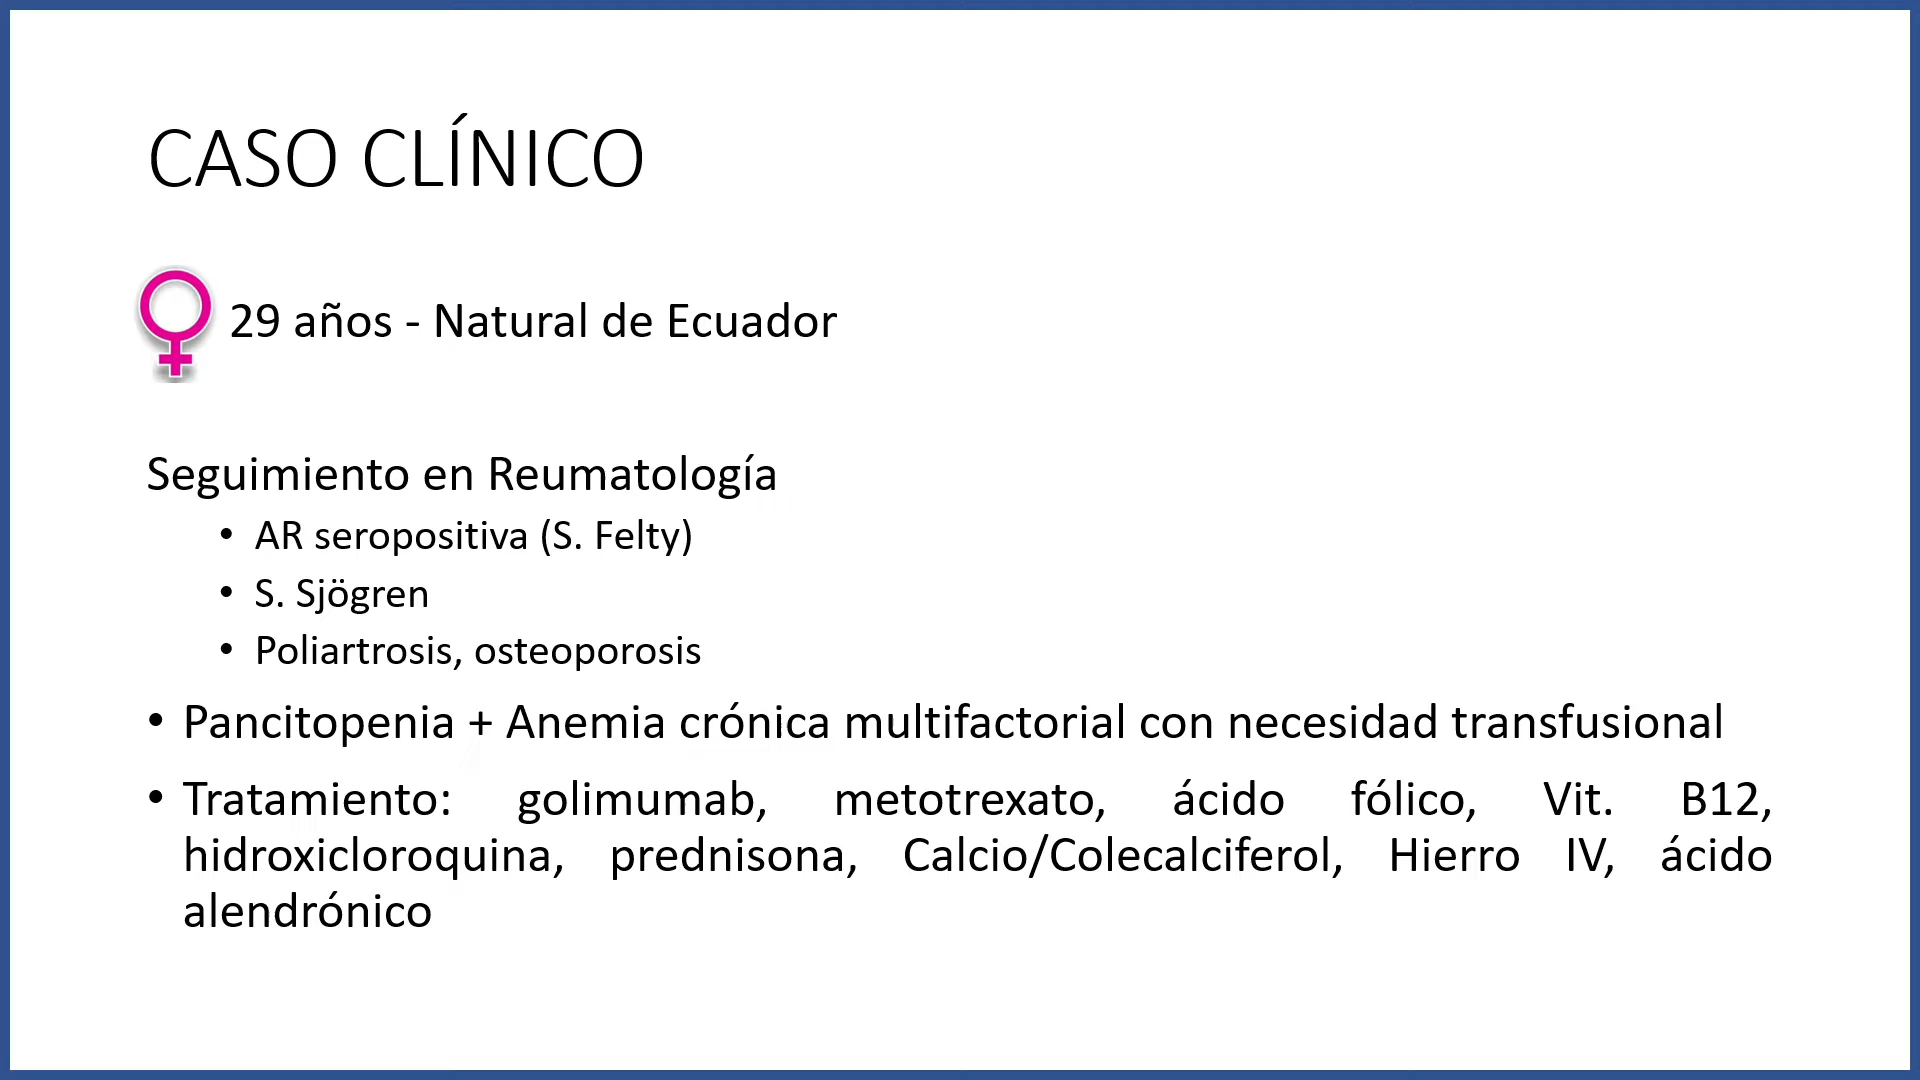 CASO CLÍNICO
29 años - Natural de Ecuador
Seguimiento en Reumatología
• AR seropositiva (S. Felty)
• S. Sjögren
• Poliartrosis, osteoporosis
• Pancitopenia + Anemia crónica multifactorial con necesidad transfusional
• Tratamiento: golimumab, metotrexato, ácido fólico, Vit. B12,
hidroxicloroquina, prednisona, Calcio/Colecalciferol, Hierro IV, ácido
alendrónico